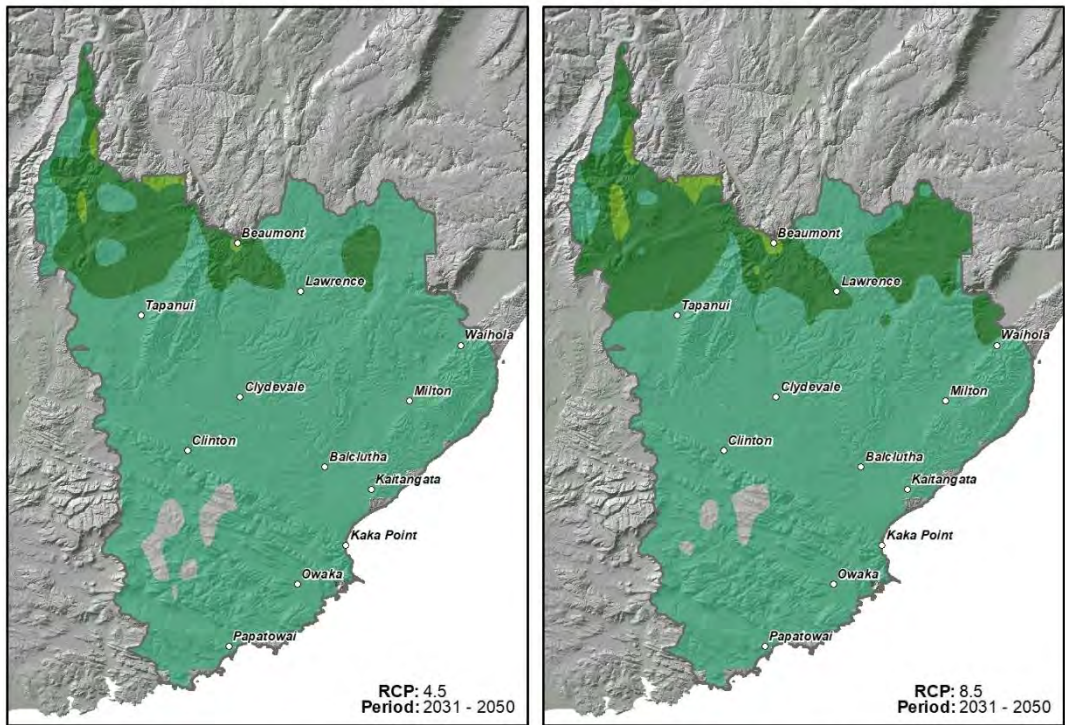 Beaumont
Lawrence
Tapanui
Waihola
Clydevale
Milton
Clinton
Balclutha
Kaitangata
Kaka Point
Owaka
Papatowai
RCP: 4.5
Period: 2031 - 2050
Beaumont
Lawrence
Tapanui
Waihola
Clydevale
Milton
Clinton
Balclutha
Kaitangata
Kaka Point
Owaka
Papatowai
RCP: 8.5
Period: 2031 - 2050